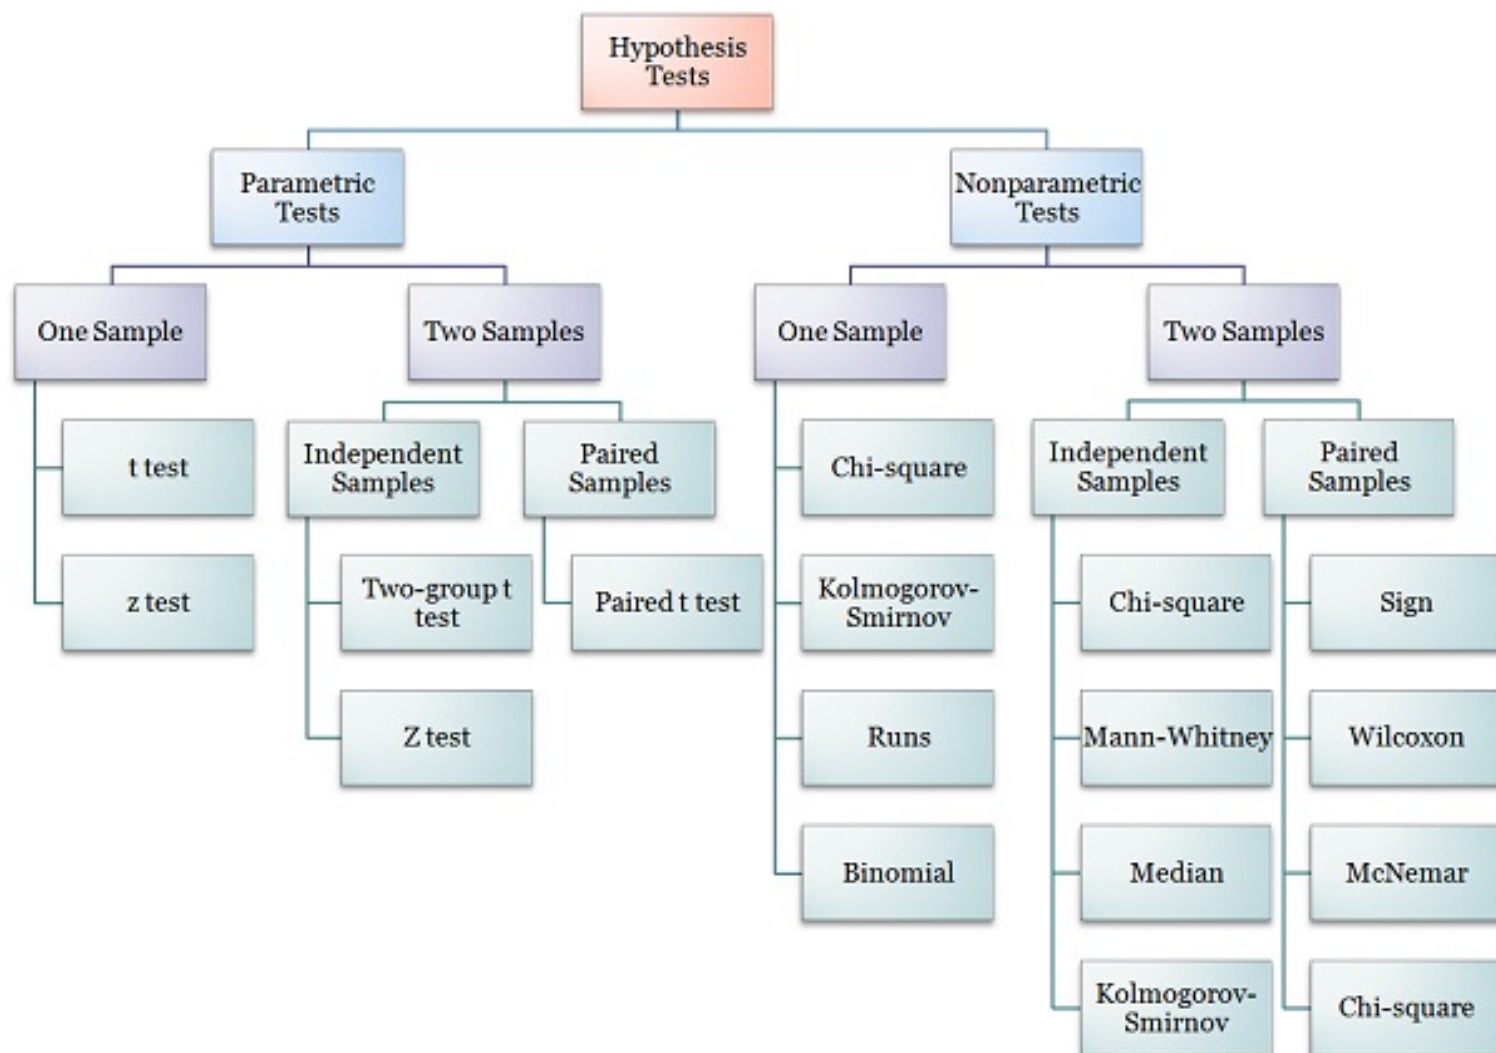 Hypothesis
Tests
Parametric
Tests
Nonparametric
Tests
One Sample
Two Samples
One Sample
Two Samples
t test
Independent
Samples
Paired
Samples
Chi-square
Independent
Samples
Paired
Samples
z test
Two-group t
test
Paired t test
Kolmogorov-
Smirnov
Chi-square
Sign
Z test
Runs
Mann-Whitney
Wilcoxon
Binomial
Median
McNemar
Kolmogorov-
Smirnov
Chi-square